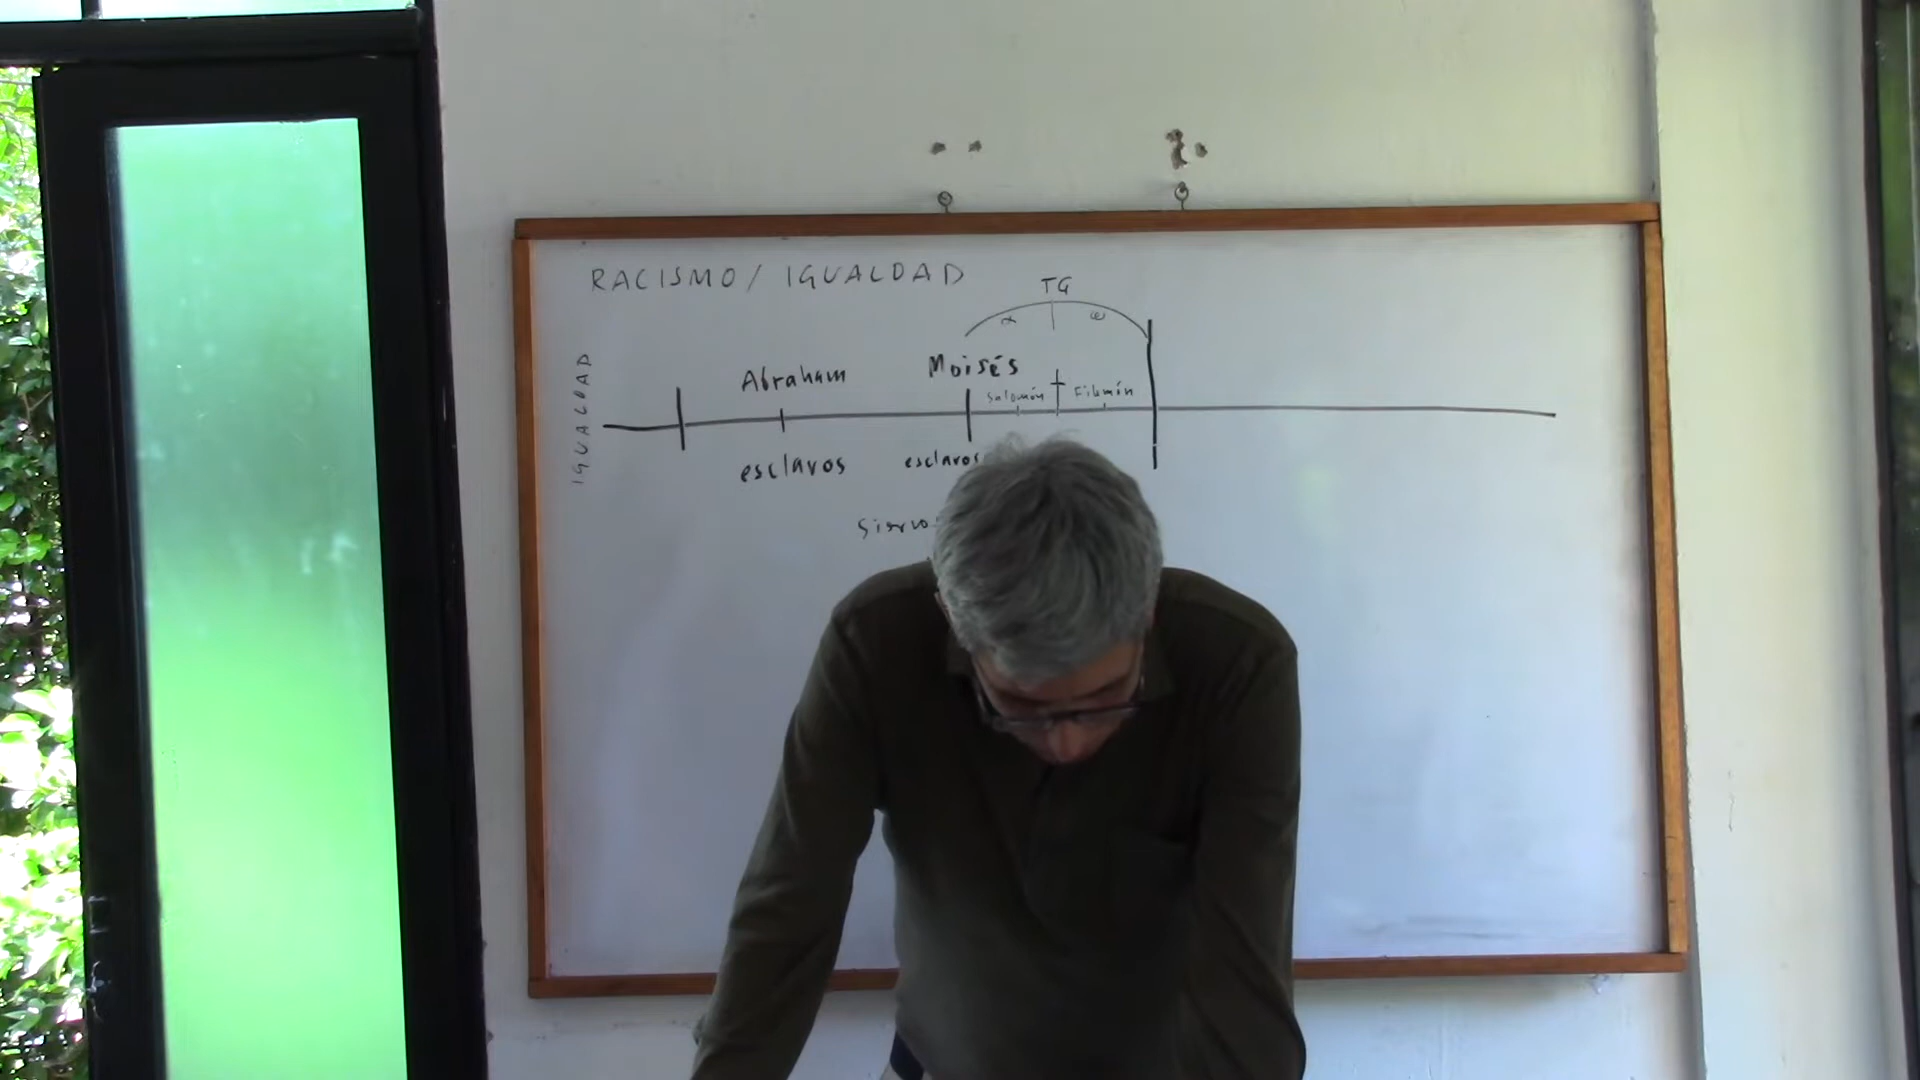 RACISMO / IGUALDAD
TG
α ω
Abraham Moisés
Salomón Filemón
IGUALDAD
esclavos esclavos